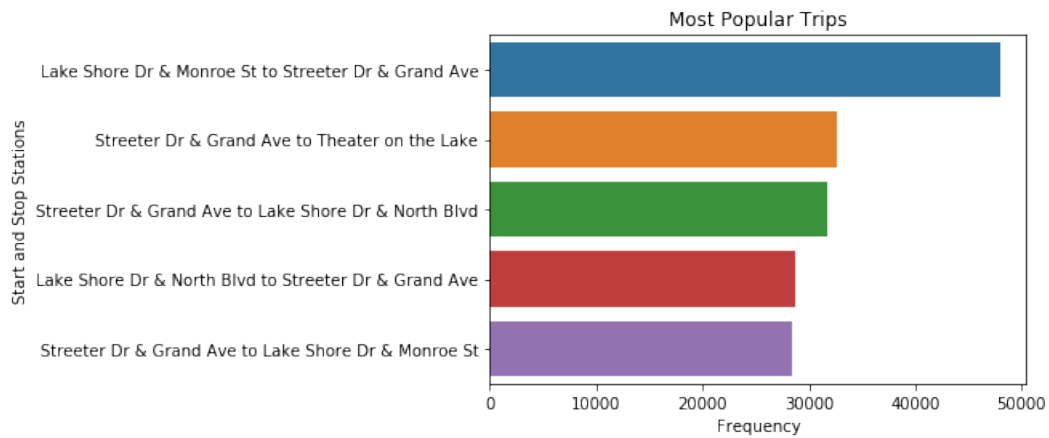 Most Popular Trips
Start and Stop Stations
Lake Shore Dr & Monroe St to Streeter Dr & Grand Ave
Streeter Dr & Grand Ave to Theater on the Lake
Streeter Dr & Grand Ave to Lake Shore Dr & North Blvd
Lake Shore Dr & North Blvd to Streeter Dr & Grand Ave
Streeter Dr & Grand Ave to Lake Shore Dr & Monroe St
0 10000 20000 30000 40000 50000
Frequency